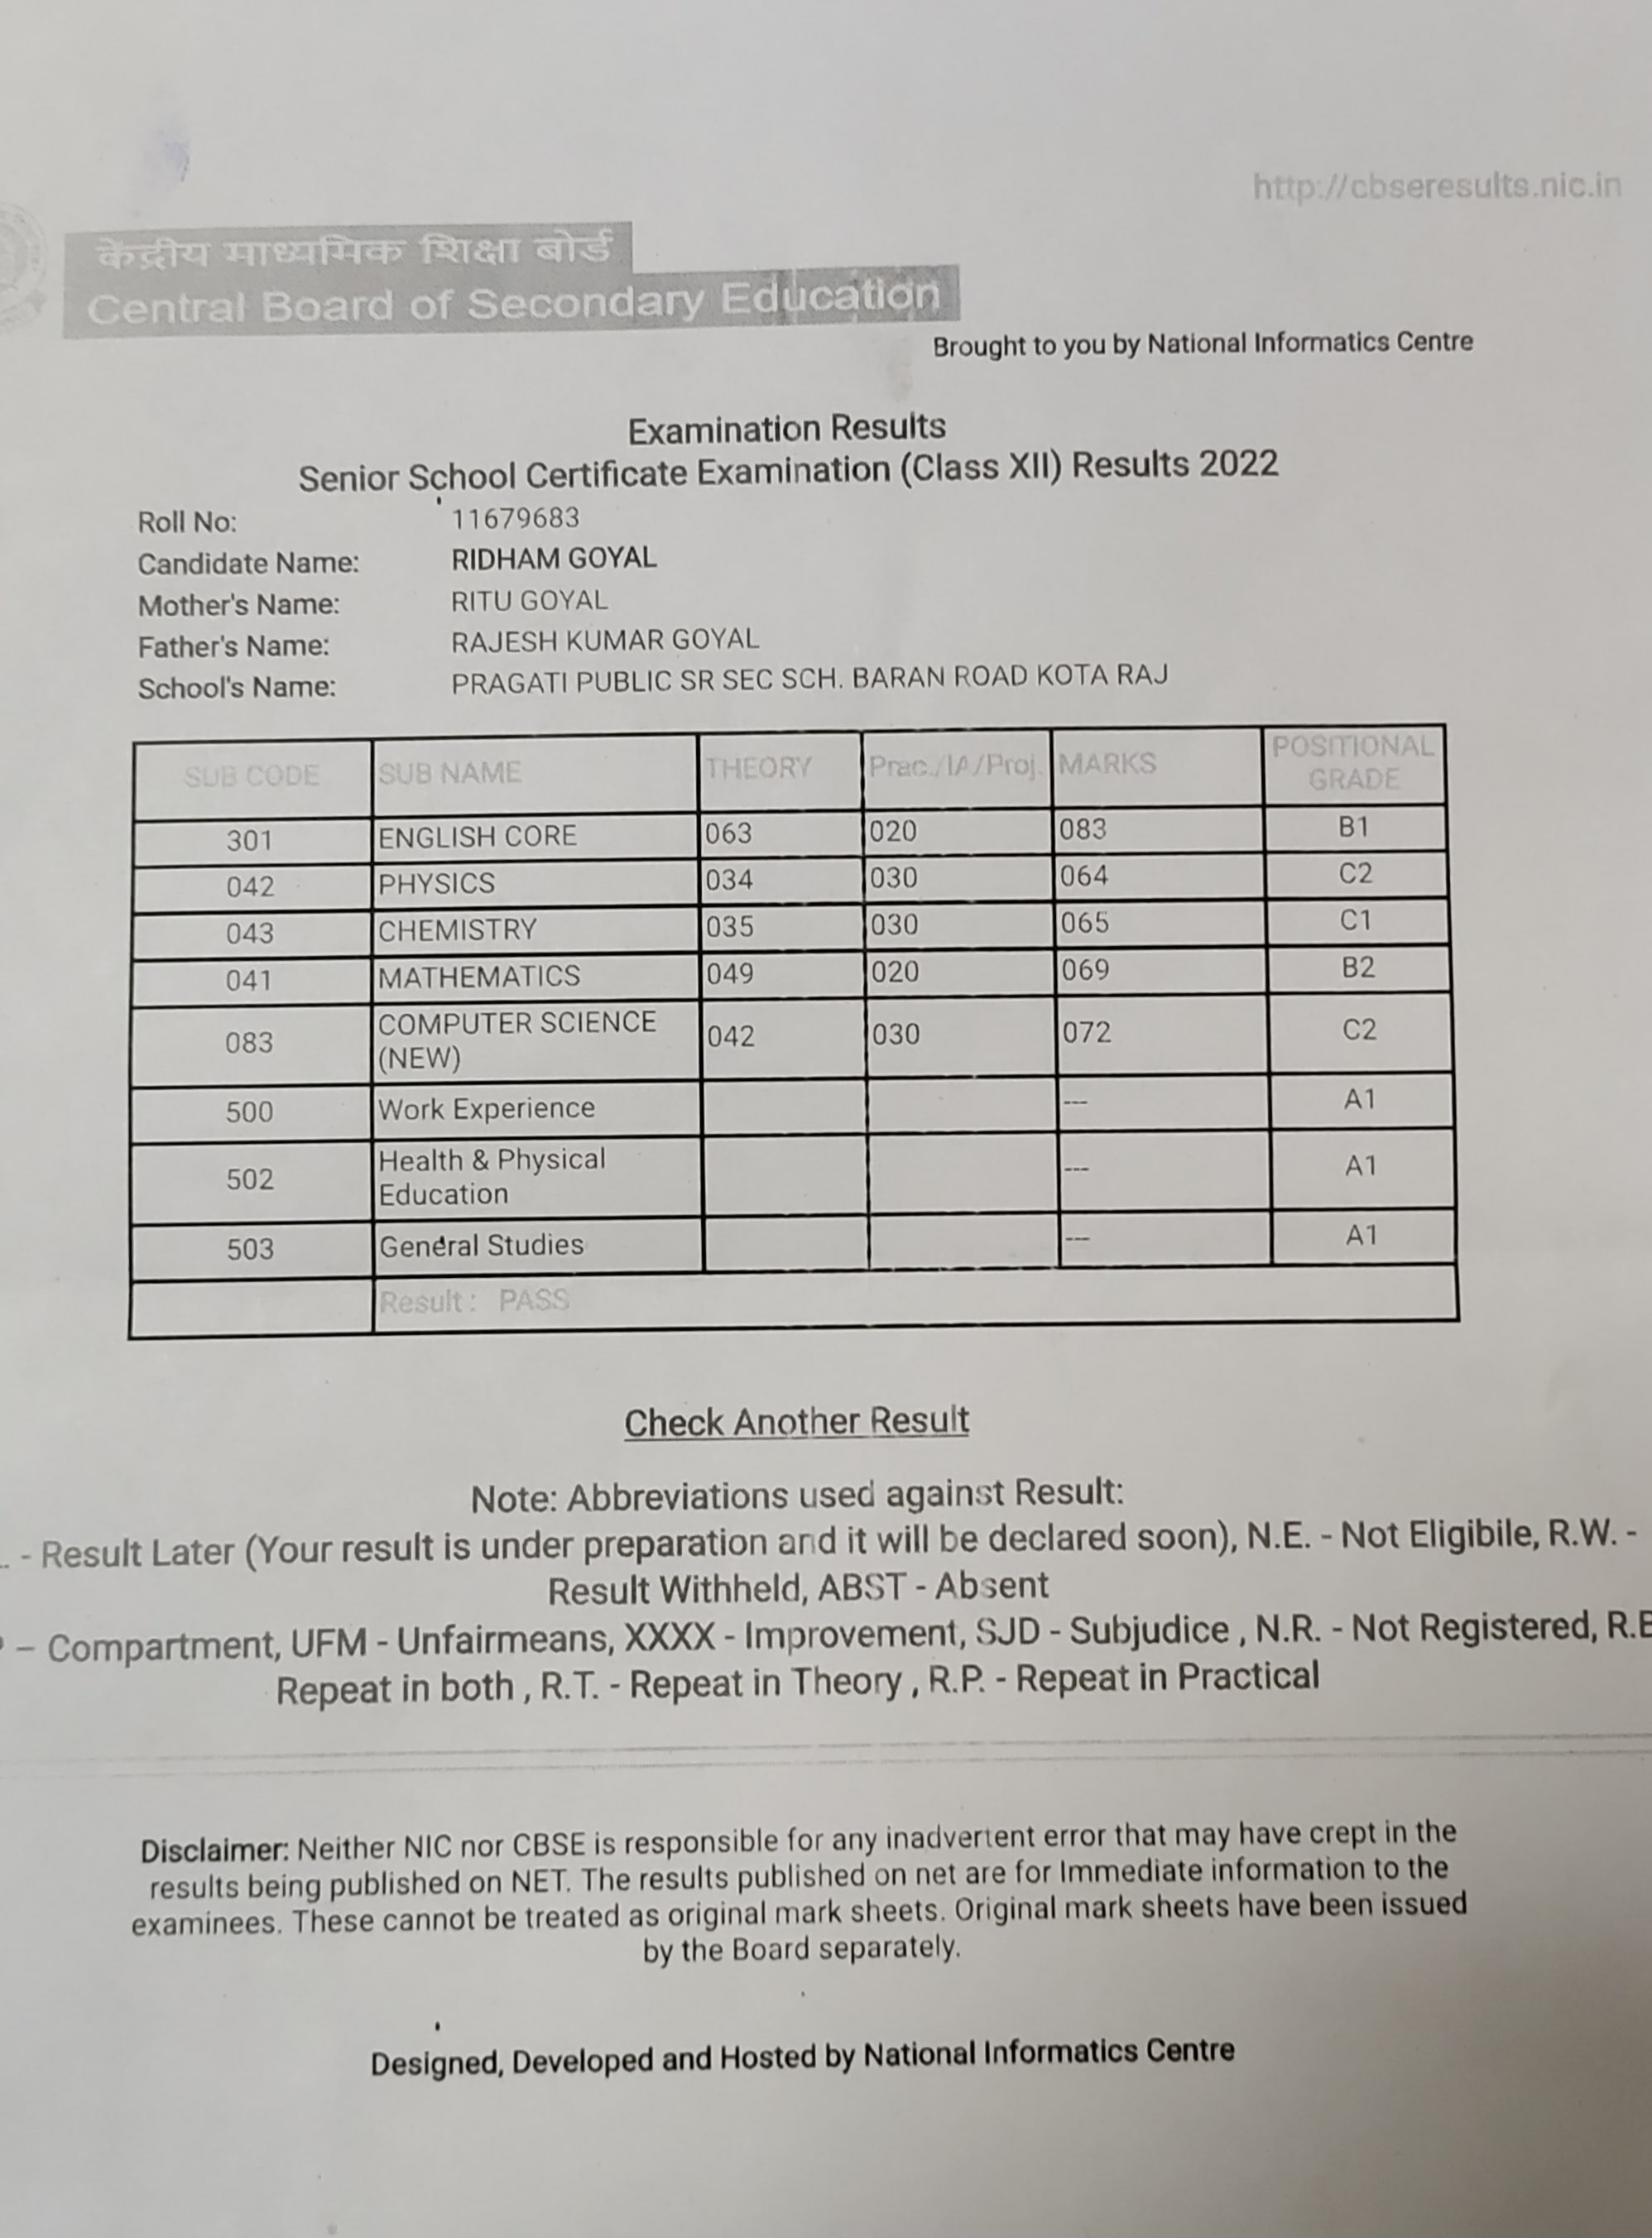 http://cbseresults.nic.in
केंद्रीय माध्यमिक शिक्षा बोर्ड
Central Board of Secondary Education
Brought to you by National Informatics Centre
Examination Results
Senior School Certificate Examination (Class XII) Results 2022
Roll No: 11679683
Candidate Name: RIDHAM GOYAL
Mother's Name: RITU GOYAL
Father's Name: RAJESH KUMAR GOYAL
School's Name: PRAGATI PUBLIC SR SEC SCH. BARAN ROAD KOTA RAJ
SUB CODE SUB NAME THEORY Prac./IA/Proj. MARKS POSITIONAL GRADE
301 ENGLISH CORE 063 020 083 B1
042 PHYSICS 034 030 064 C2
043 CHEMISTRY 035 030 065 C1
041 MATHEMATICS 049 020 069 B2
083 COMPUTER SCIENCE (NEW) 042 030 072 C2
500 Work Experience --- A1
502 Health & Physical Education --- A1
503 General Studies --- A1
Result : PASS
Check Another Result
Note: Abbreviations used against Result:
. - Result Later (Your result is under preparation and it will be declared soon), N.E. - Not Eligibile, R.W. -
Result Withheld, ABST - Absent
– Compartment, UFM - Unfairmeans, XXXX - Improvement, SJD - Subjudice , N.R. - Not Registered,
Repeat in both , R.T. - Repeat in Theory , R.P. - Repeat in Practical
Disclaimer: Neither NIC nor CBSE is responsible for any inadvertent error that may have crept in the
results being published on NET. The results published on net are for Immediate information to the
examinees. These cannot be treated as original mark sheets. Original mark sheets have been issued
by the Board separately.
Designed, Developed and Hosted by National Informatics Centre